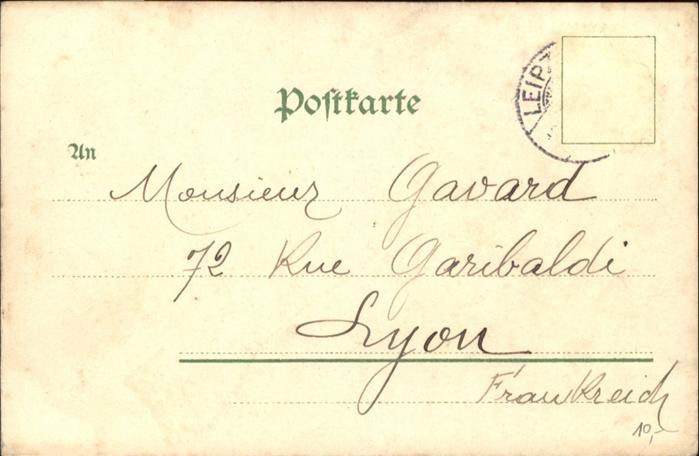 Postkarte
LEIP
An
Monsieur Gavard
72 Rue Garibaldi
Lyon
Frankreich
10,-